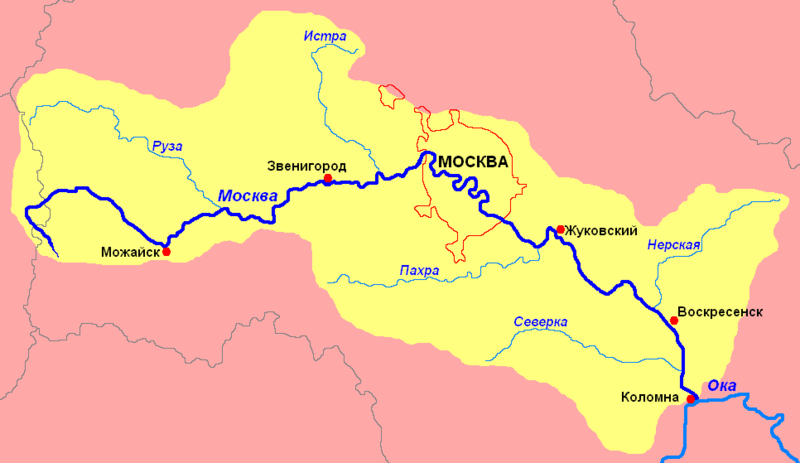 Истра
Руза
Звенигород
МОСКВА
Москва
Можайск
Жуковский
Нерская
Пахра
Воскресенск
Северка
Ока
Коломна